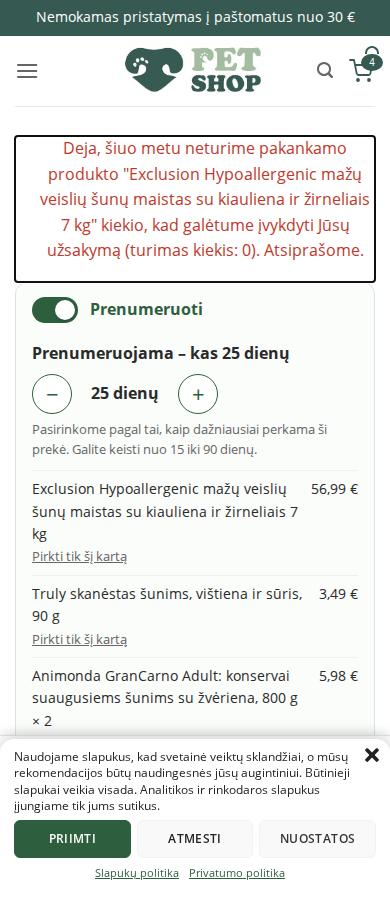 Nemokamas pristatymas į paštomatus nuo 30 €
PET
SHOP
4
Deja, šiuo metu neturime pakankamo
produkto "Exclusion Hypoallergenic mažų
veislių šunų maistas su kiauliena ir žirneliais
7 kg" kiekio, kad galėtume įvykdyti Jūsų
užsakymą (turimas kiekis: 0). Atsiprašome.
Prenumeruoti
Prenumeruojama – kas 25 dienų
− 25 dienų +
Pasirinkome pagal tai, kaip dažniausiai perkama ši
prekė. Galite keisti nuo 15 iki 90 dienų.
Exclusion Hypoallergenic mažų veislių 56,99 €
šunų maistas su kiauliena ir žirneliais 7
kg
Pirkti tik šį kartą
Truly skanėstas šunims, vištiena ir sūris, 3,49 €
90 g
Pirkti tik šį kartą
Animonda GranCarno Adult: konservai 5,98 €
suaugusiems šunims su žvėriena, 800 g
× 2
Naudojame slapukus, kad svetainė veiktų sklandžiai, o mūsų
rekomendacijos būtų naudingesnės jūsų augintiniui. Būtinieji
slapukai veikia visada. Analitikos ir rinkodaros slapukus
įjungiame tik jums sutikus.
PRIIMTI ATMESTI NUOSTATOS
Slapukų politika Privatumo politika